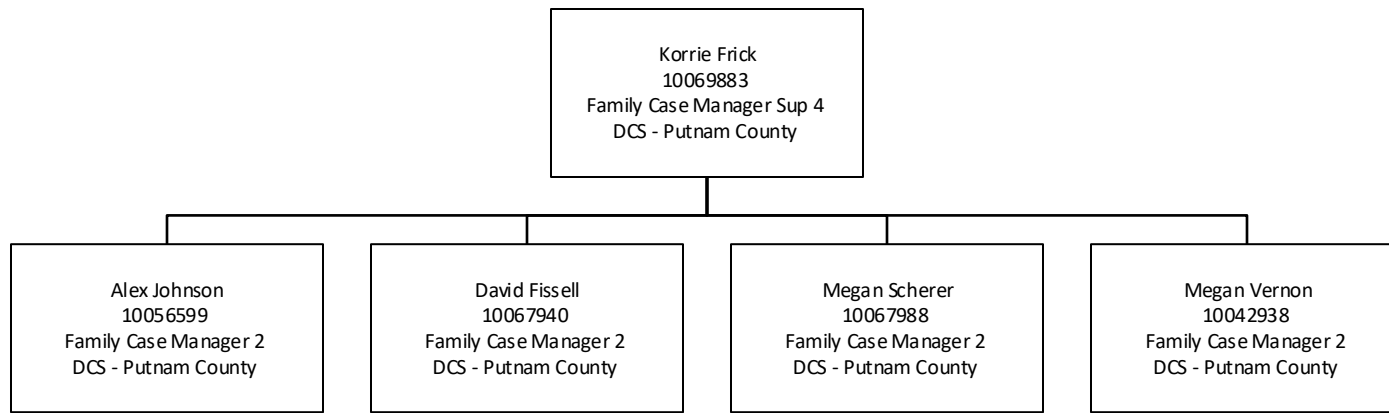 Korrie Frick
10069883
Family Case Manager Sup 4
DCS - Putnam County
Alex Johnson
10056599
Family Case Manager 2
DCS - Putnam County
David Fissell
10067940
Family Case Manager 2
DCS - Putnam County
Megan Scherer
10067988
Family Case Manager 2
DCS - Putnam County
Megan Vernon
10042938
Family Case Manager 2
DCS - Putnam County